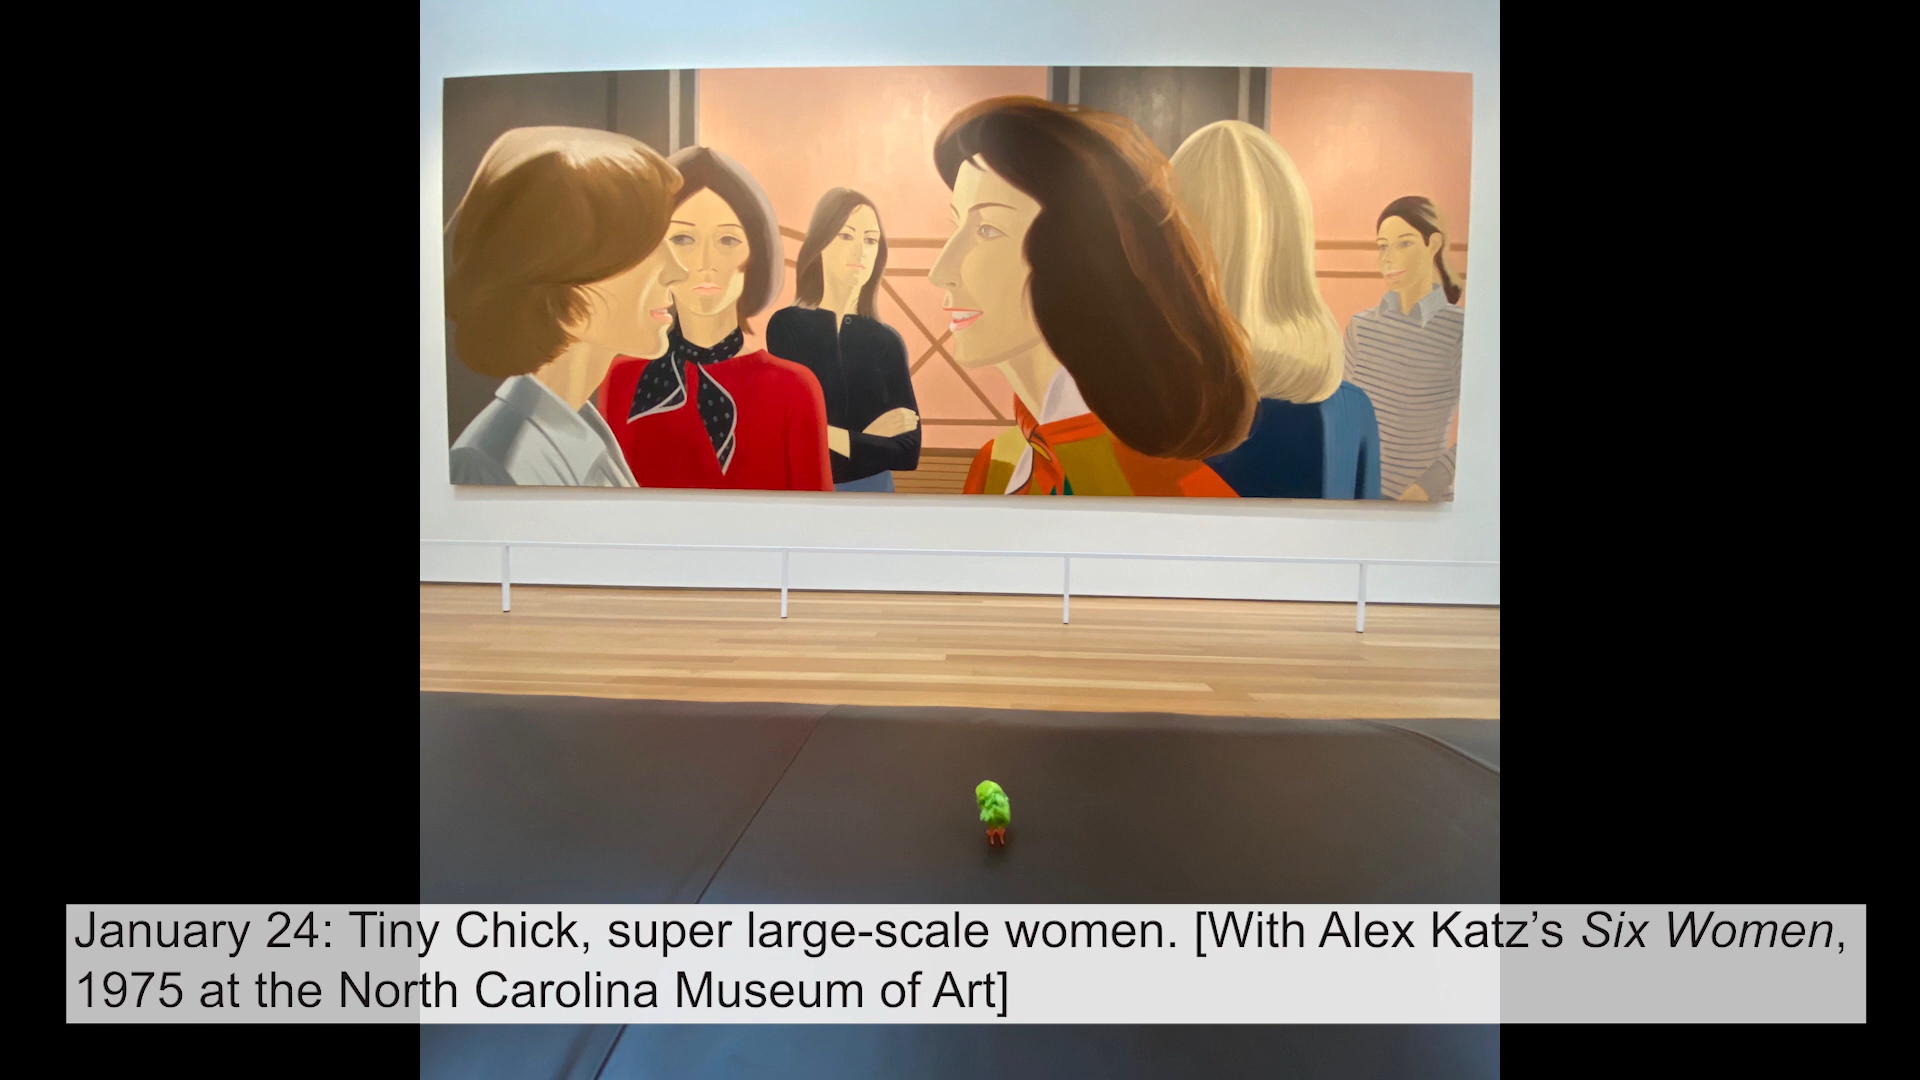 January 24: Tiny Chick, super large-scale women. [With Alex Katz’s Six Women,
1975 at the North Carolina Museum of Art]